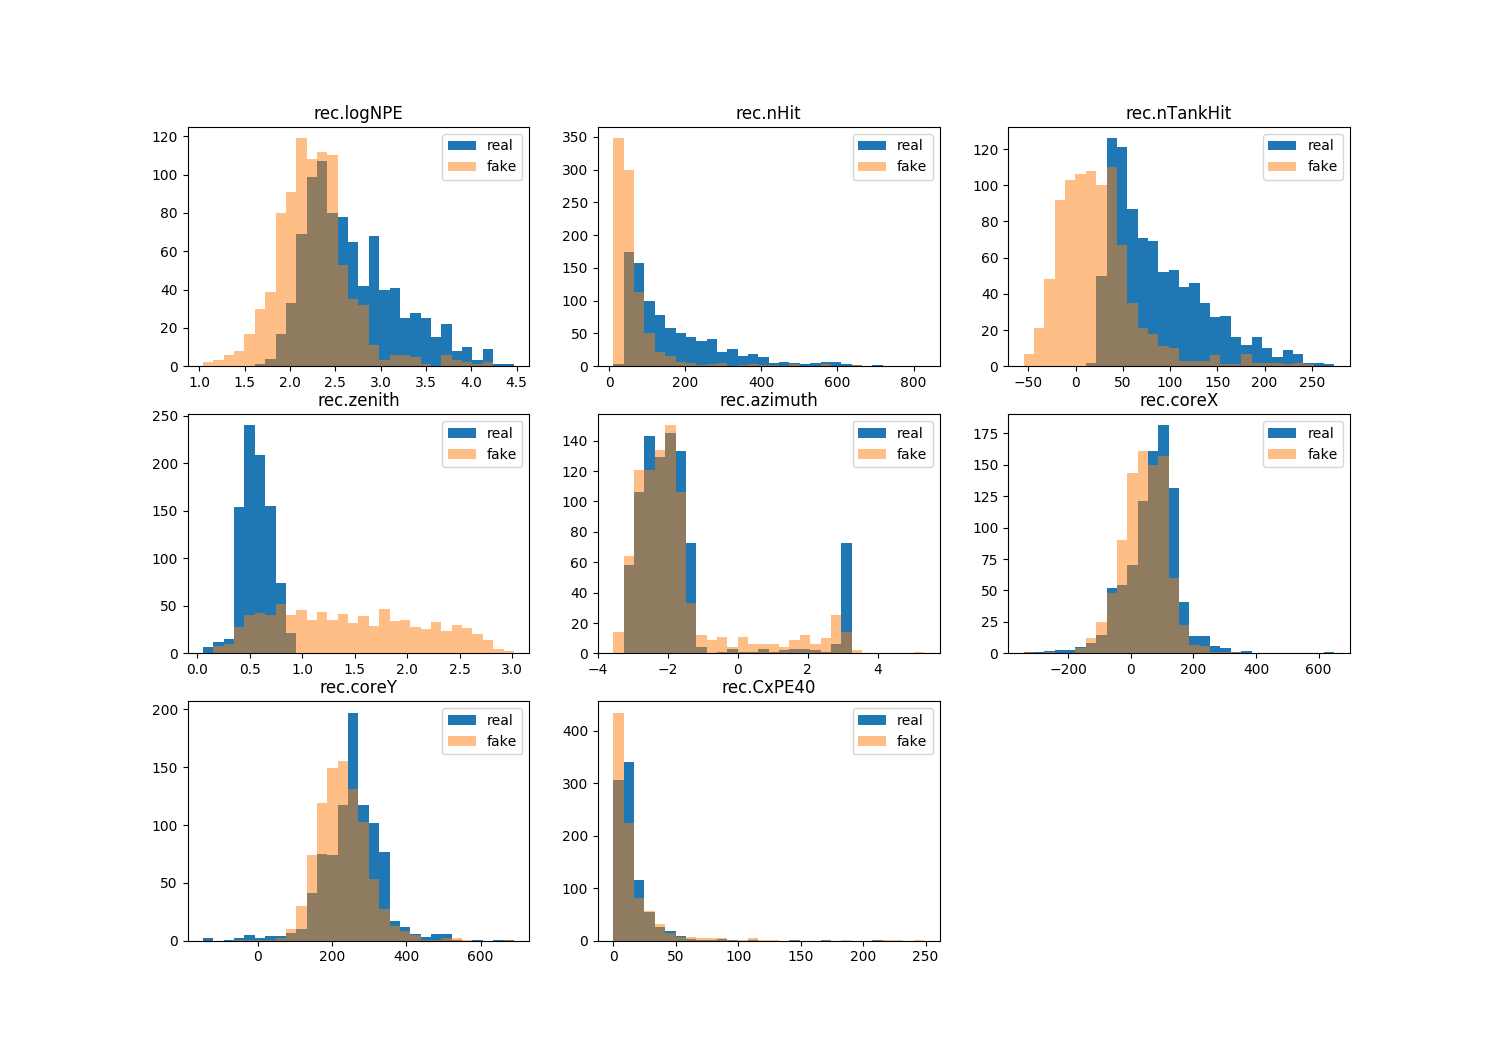 rec.logNPE
120
100
80
60
40
20
0
1.0 1.5 2.0 2.5 3.0 3.5 4.0 4.5
real
fake
rec.nHit
350
300
250
200
150
100
50
0
0 200 400 600 800
real
fake
rec.nTankHit
120
100
80
60
40
20
0
−50 0 50 100 150 200 250
real
fake
rec.zenith
250
200
150
100
50
0
0.0 0.5 1.0 1.5 2.0 2.5 3.0
real
fake
rec.azimuth
140
120
100
80
60
40
20
0
−4 −2 0 2 4
real
fake
rec.coreX
175
150
125
100
75
50
25
0
−200 0 200 400 600
real
fake
rec.coreY
200
150
100
50
0
0 200 400 600
real
fake
rec.CxPE40
400
300
200
100
0
0 50 100 150 200 250
real
fake